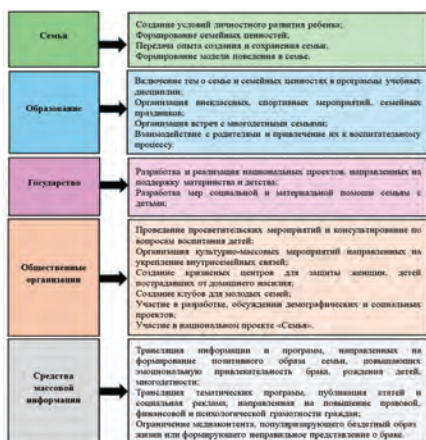 Семья
Создание условий личностного развития ребенка;
Формирование семейных ценностей;
Передача опыта создания и сохранения семьи;
Формирование модели поведения в семье.
Образование
Включение тем о семье и семейных ценностях в программы учебных
дисциплин;
Организация внеклассных, спортивных мероприятий, семейных
праздников;
Организация встреч с многодетными семьями;
Взаимодействие с родителями и привлечение их к воспитательному
процессу.
Государство
Разработка и реализация национальных проектов, направленных на
поддержку материнства и детства;
Разработка мер социальной и материальной помощи семьям с
детьми;
Общественные
организации
Проведение просветительских мероприятий и консультирование по
вопросам воспитания детей;
Организация культурно-массовых мероприятий направленных на
укрепление внутрисемейных связей;
Создание кризисных центров для защиты женщин, детей
пострадавших от домашнего насилия;
Создание клубов для молодых семей;
Участие в разработке, обсуждении демографических и социальных
проектов;
Участие в национальном проекте «Семья».
Средства
массовой
информации
Трансляция информации и программ, направленных на
формирование позитивного образа семьи, повышающих
эмоциональную привлекательность брака, рождения детей,
многодетности;
Трансляция тематических программ, публикация статей и
социальная реклама, направленная на повышение правовой,
финансовой и психологической грамотности граждан;
Ограничение медиаконтента, популяризирующего бездетный образ
жизни или формирующего неправильное представление о браке.